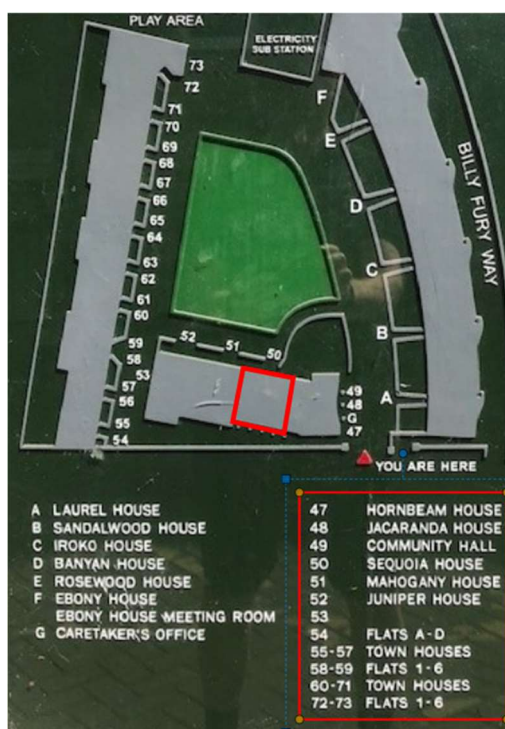 PLAY AREA
ELECTRICITY
SUB STATION
73
72
71
70
69
68
67
66
65
64
63
62
61
60
59
58
53
57
56
55
54
F
E
D
C
B
A
BILLY FURY WAY
52
51
50
49
48
G
47
YOU ARE HERE
A LAUREL HOUSE
B SANDALWOOD HOUSE
C IROKO HOUSE
D BANYAN HOUSE
E ROSEWOOD HOUSE
F EBONY HOUSE
EBONY HOUSE MEETING ROOM
G CARETAKER'S OFFICE
47 HORNBEAM HOUSE
48 JACARANDA HOUSE
49 COMMUNITY HALL
50 SEQUOIA HOUSE
51 MAHOGANY HOUSE
52 JUNIPER HOUSE
53
54 FLATS A-D
55-57 TOWN HOUSES
58-59 FLATS 1-6
60-71 TOWN HOUSES
72-73 FLATS 1-6